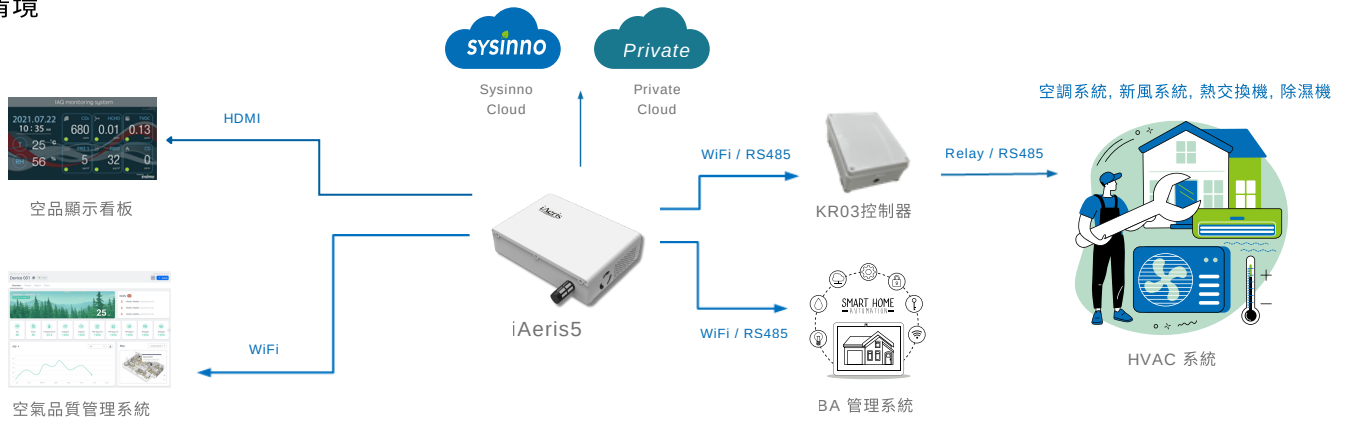 境
sysinno
Private
Sysinno
Cloud
Private
Cloud
IAQ monitoring system
2021.07.22
10 : 35
680
0.01
0.13
25 °C
56 %
5
32
0
sysinno
空品顯示看板
HDMI
WiFi / RS485
KR03控制器
Relay / RS485
空調系統, 新風系統, 熱交換機, 除濕機
HVAC 系統
iAeris
iAeris5
WiFi
25
空氣品質管理系統
WiFi / RS485
SMART HOME
AUTOMATION
BA 管理系統